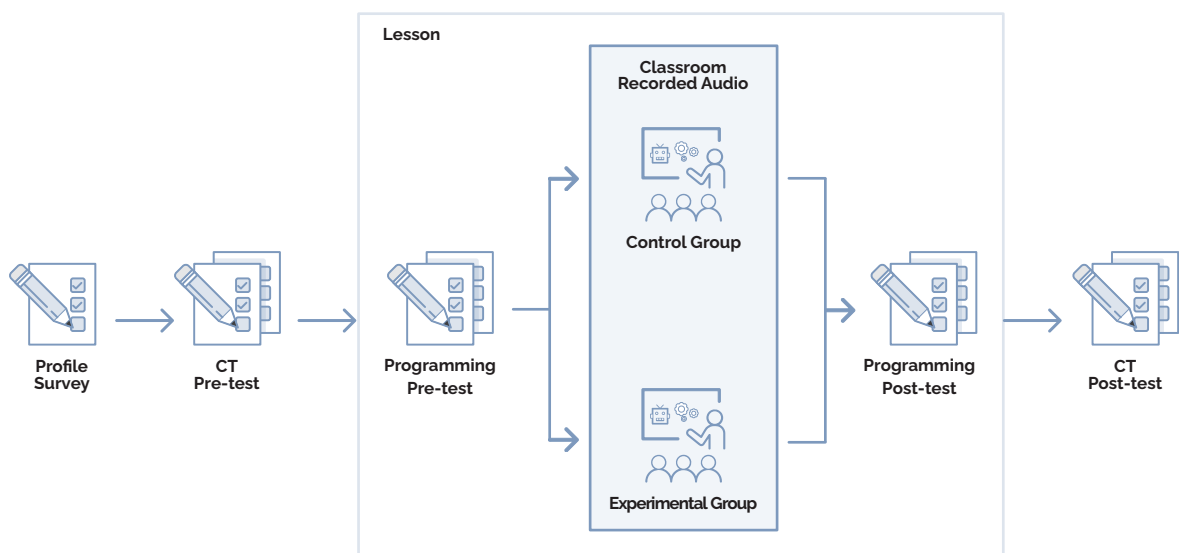 Lesson
Classroom
Recorded Audio
Control Group
Profile
Survey
CT
Pre-test
Programming
Pre-test
Programming
Post-test
CT
Post-test
Experimental Group